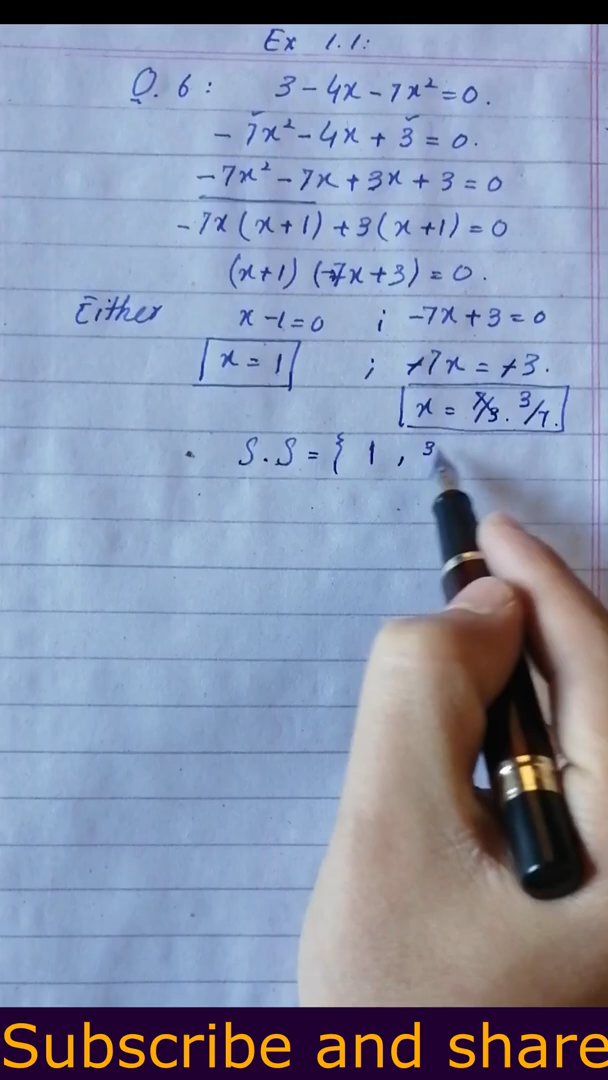 Ex 1.1:
Q. 6 : 3 - 4x - 7x² = 0.
- 7x² - 4x + 3 = 0.
- 7x² - 7x + 3x + 3 = 0
- 7x (x + 1) + 3 (x + 1) = 0
(x+1) (-7x + 3) = 0.
Either x - 1 = 0 ; -7x + 3 = 0
x = 1 ; -7x = -3.
x = 7/3. 3/7.
S.S = { 1 , 3
Subscribe and share